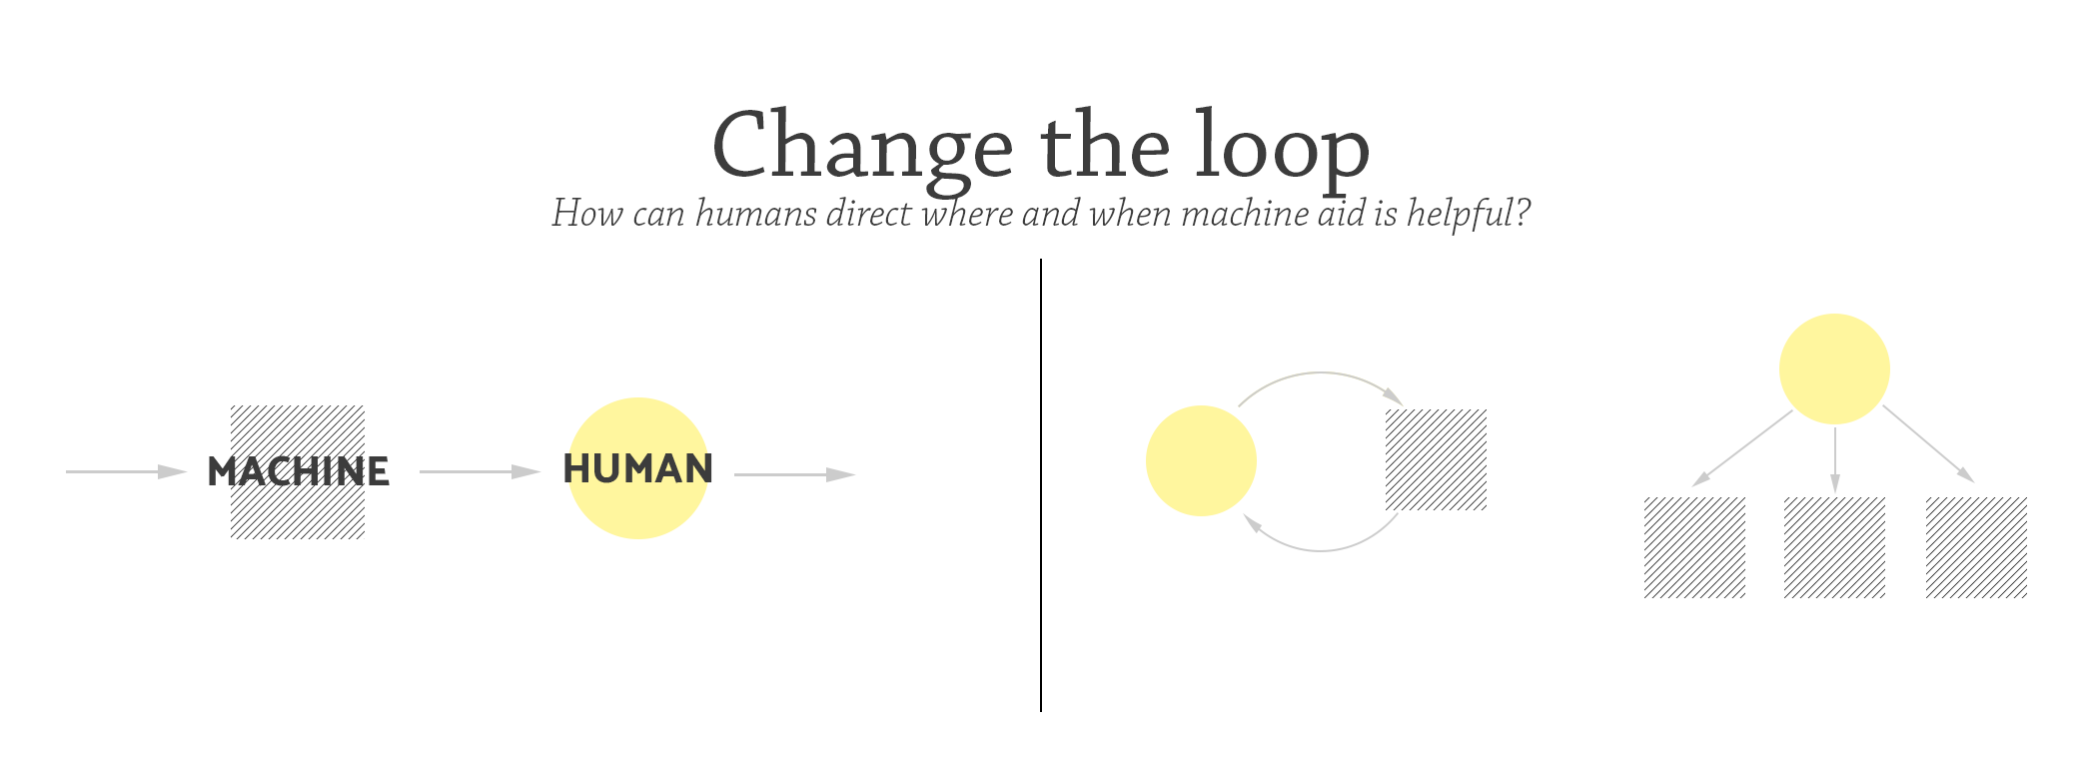 Change the loop
How can humans direct where and when machine aid is helpful?
MACHINE
HUMAN